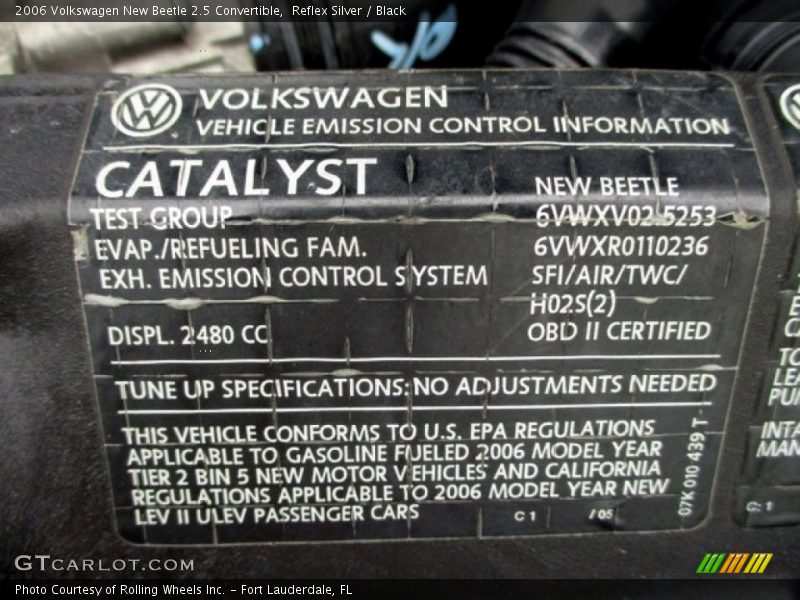 2006 Volkswagen New Beetle 2.5 Convertible, Reflex Silver / Black
VOLKSWAGEN
VEHICLE EMISSION CONTROL INFORMATION
CATALYST
NEW BEETLE
TEST GROUP 6VWXV02.5253
EVAP./REFUELING FAM. 6VWXR0110236
EXH. EMISSION CONTROL SYSTEM SFI/AIR/TWC/
H02S(2)
DISPL. 2480 CC OBD II CERTIFIED
TUNE UP SPECIFICATIONS: NO ADJUSTMENTS NEEDED
THIS VEHICLE CONFORMS TO U.S. EPA REGULATIONS
APPLICABLE TO GASOLINE FUELED 2006 MODEL YEAR
TIER 2 BIN 5 NEW MOTOR VEHICLES AND CALIFORNIA
REGULATIONS APPLICABLE TO 2006 MODEL YEAR NEW
LEV II ULEV PASSENGER CARS C 1 / 05
07K 010 439 T
INTA
MAN
C: 1
GTcarlot.com
Photo Courtesy of Rolling Wheels Inc. - Fort Lauderdale, FL